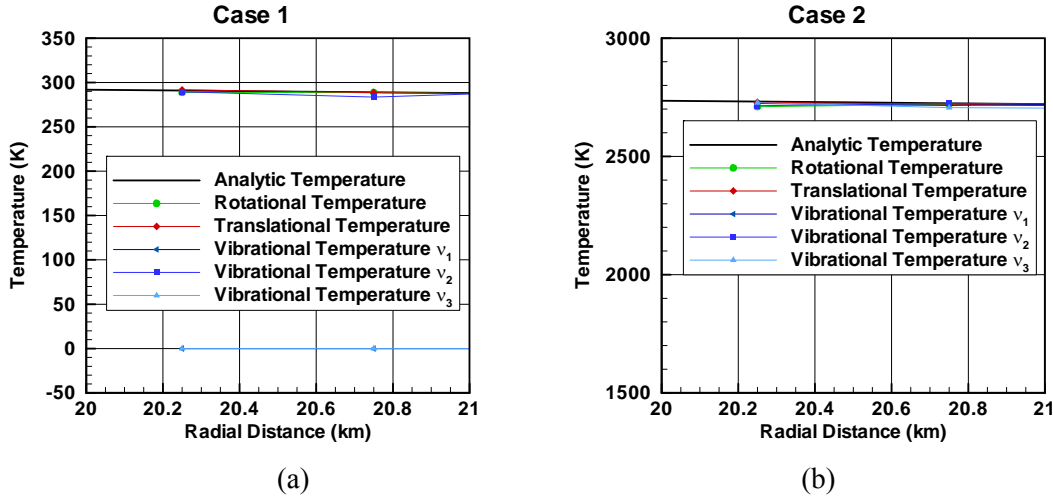 Case 1
Temperature (K)
350
300
250
200
150
100
50
0
-50
Analytic Temperature
Rotational Temperature
Translational Temperature
Vibrational Temperature ν1
Vibrational Temperature ν2
Vibrational Temperature ν3
20 20.2 20.4 20.6 20.8 21
Radial Distance (km)
(a)
Case 2
Temperature (K)
3000
2500
2000
1500
Analytic Temperature
Rotational Temperature
Translational Temperature
Vibrational Temperature ν1
Vibrational Temperature ν2
Vibrational Temperature ν3
20 20.2 20.4 20.6 20.8 21
Radial Distance (km)
(b)